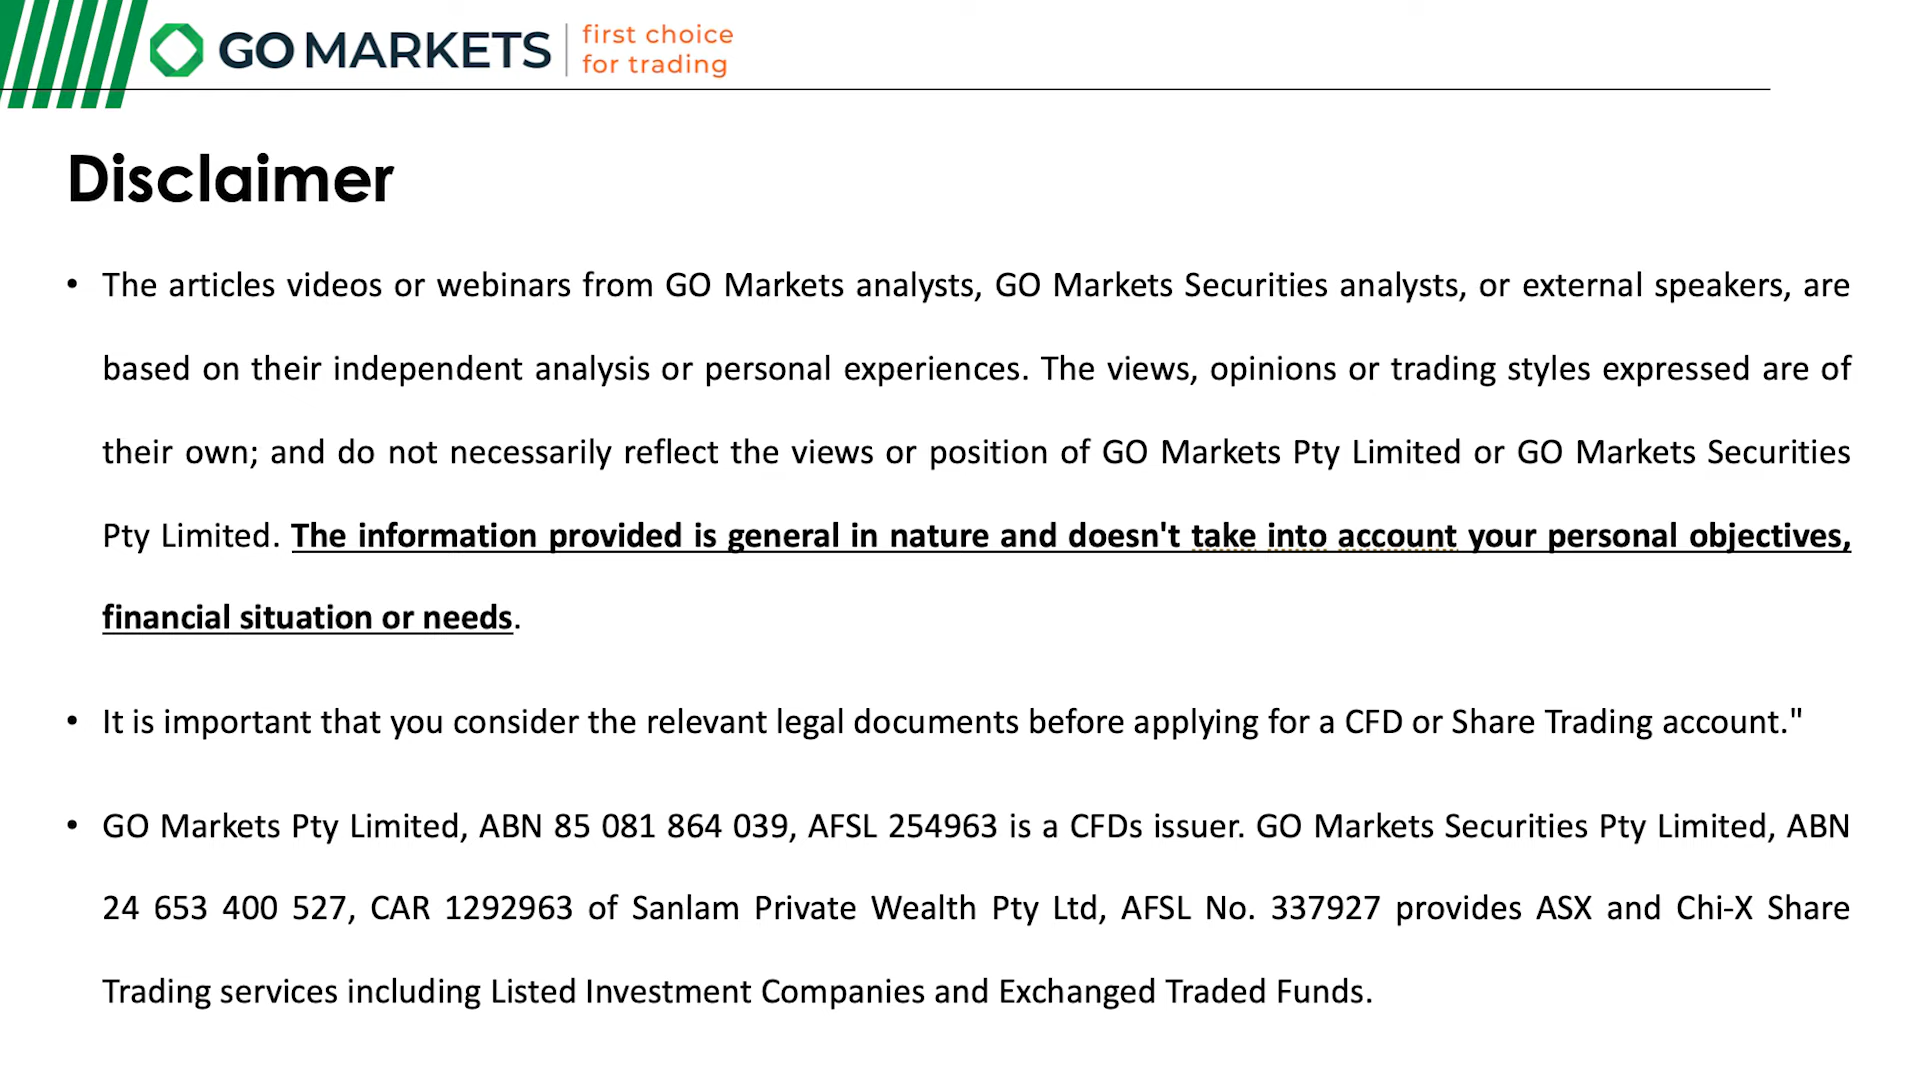 GO MARKETS
first choice
for trading
Disclaimer
• The articles videos or webinars from GO Markets analysts, GO Markets Securities analysts, or external speakers, are
based on their independent analysis or personal experiences. The views, opinions or trading styles expressed are of
their own; and do not necessarily reflect the views or position of GO Markets Pty Limited or GO Markets Securities
Pty Limited. The information provided is general in nature and doesn't take into account your personal objectives,
financial situation or needs.
• It is important that you consider the relevant legal documents before applying for a CFD or Share Trading account."
• GO Markets Pty Limited, ABN 85 081 864 039, AFSL 254963 is a CFDs issuer. GO Markets Securities Pty Limited, ABN
24 653 400 527, CAR 1292963 of Sanlam Private Wealth Pty Ltd, AFSL No. 337927 provides ASX and Chi-X Share
Trading services including Listed Investment Companies and Exchanged Traded Funds.